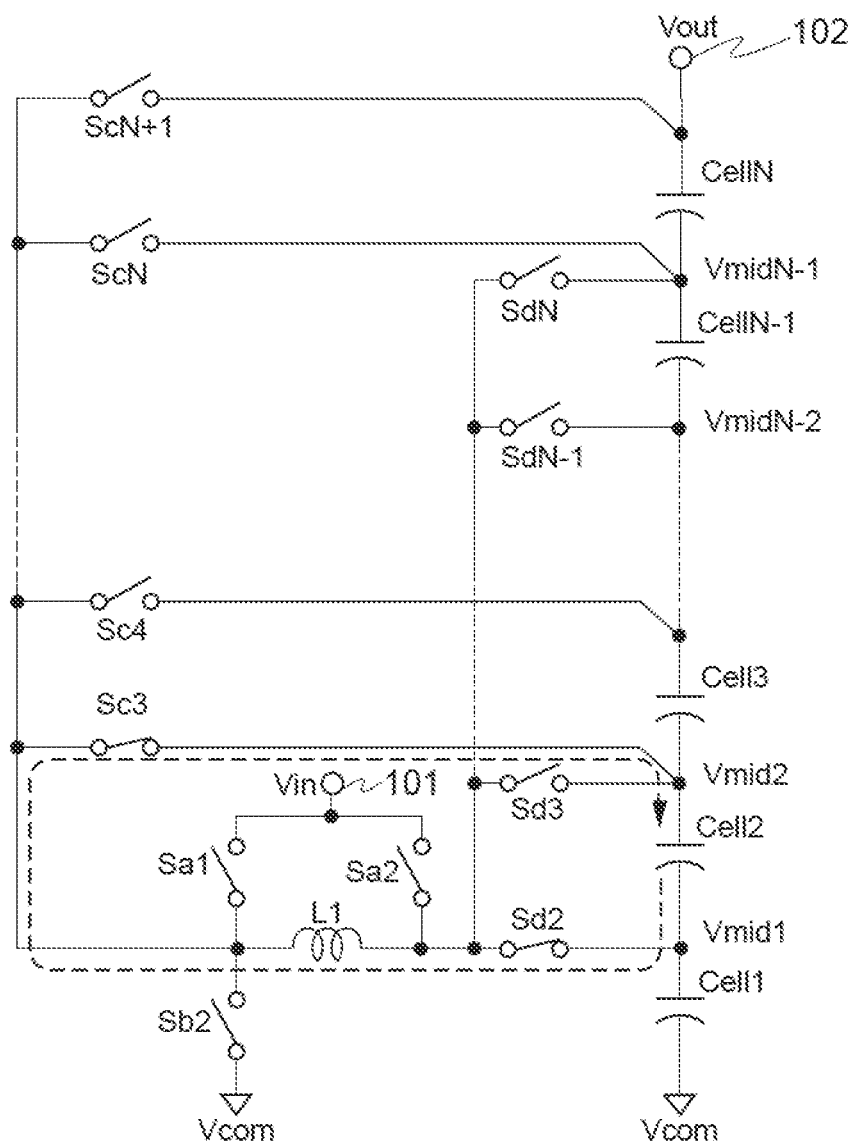 Vout 102
ScN+1
CellN
ScN
SdN
VmidN-1
CellN-1
SdN-1
VmidN-2
Sc4
Cell3
Sc3
Vin 101
Sd3
Vmid2
Sa1
Sa2
Cell2
L1
Sd2
Vmid1
Sb2
Cell1
Vcom
Vcom